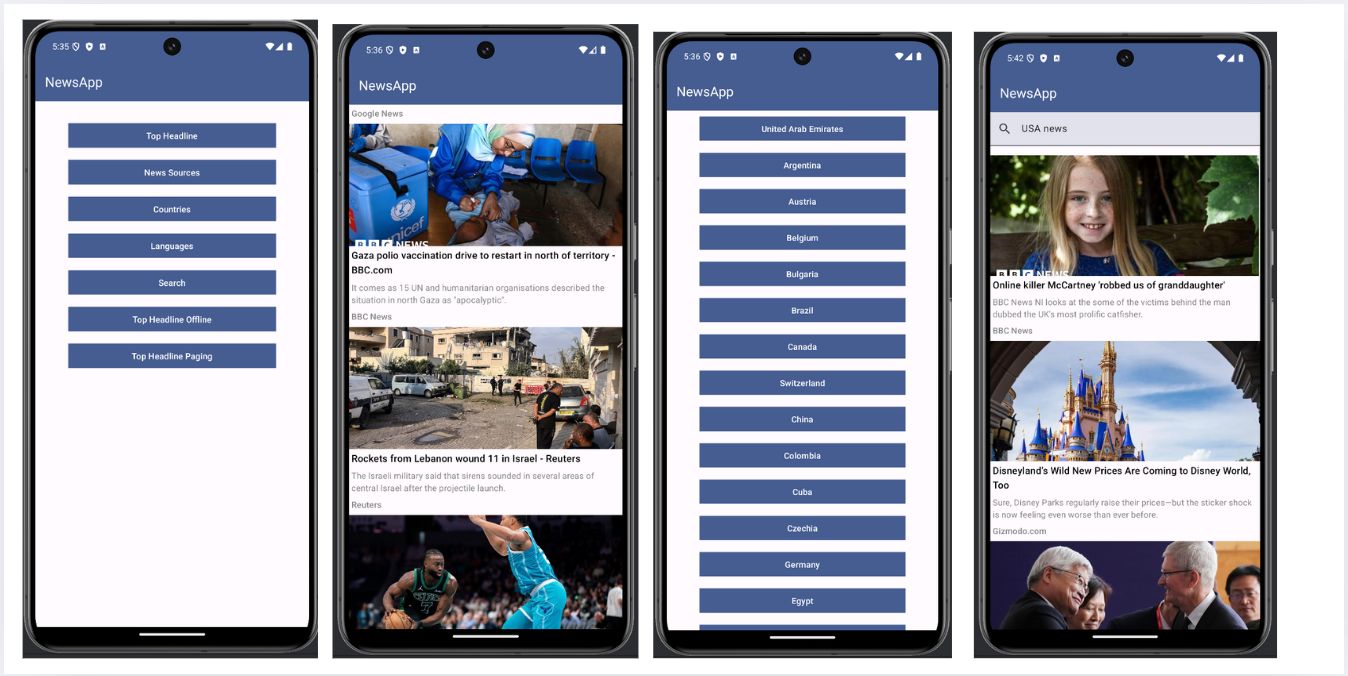 5:35
NewsApp
Top Headline
News Sources
Countries
Languages
Search
Top Headline Offline
Top Headline Paging
5:36
NewsApp
Google News
unicef
BBC NEWS
Gaza polio vaccination drive to restart in north of territory -
BBC.com
It comes as 15 UN and humanitarian organisations described the
situation in north Gaza as "apocalyptic".
BBC News
Rockets from Lebanon wound 11 in Israel - Reuters
The Israeli military said that sirens sounded in several areas of
central Israel after the projectile launch.
Reuters
5:36
NewsApp
United Arab Emirates
Argentina
Austria
Belgium
Bulgaria
Brazil
Canada
Switzerland
China
Colombia
Cuba
Czechia
Germany
Egypt
5:42
NewsApp
USA news
BBC NEWS
Online killer McCartney 'robbed us of granddaughter'
BBC News NI looks at the some of the victims behind the man
dubbed the UK's most prolific catfisher.
BBC News
Disneyland's Wild New Prices Are Coming to Disney World,
Too
Sure, Disney Parks regularly raise their prices—but the sticker shock
is now feeling even worse than ever before.
Gizmodo.com